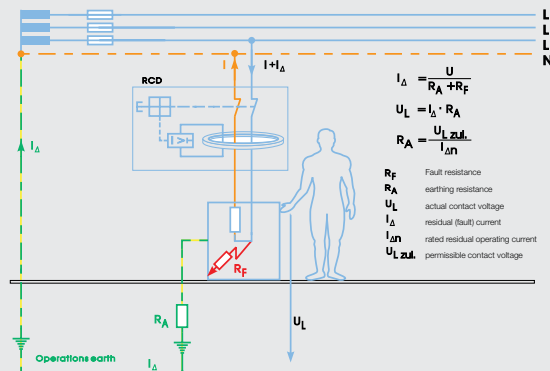 L
L
L
N
I
I+IΔ
RCD
IΔ = U / RA + RF
UL = IΔ · RA
RA = UL zul. / IΔn
I>
IΔ
RF Fault resistance
RA earthing resistance
UL actual contact voltage
IΔ residual (fault) current
IΔn rated residual operating current
UL zul. permissible contact voltage
RF
RA
UL
Operations earth
IΔ